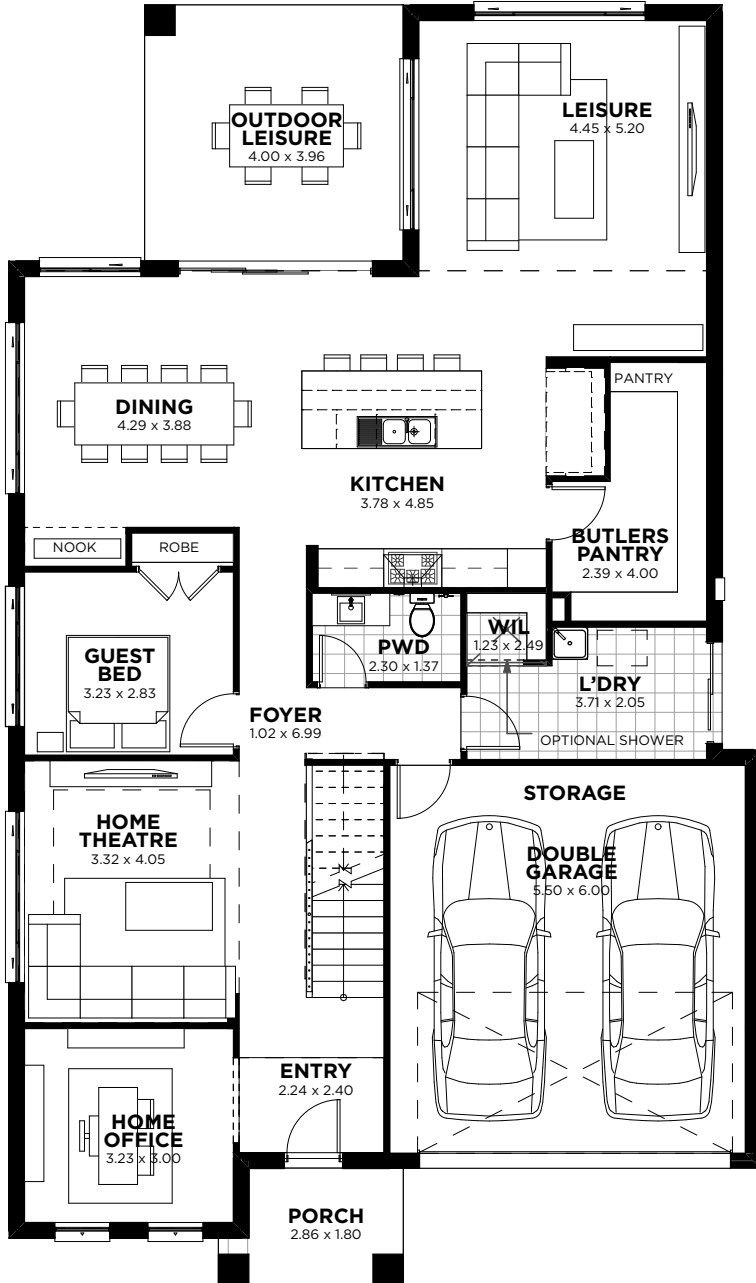 OUTDOOR
LEISURE
4.00 x 3.96
LEISURE
4.45 x 5.20
PANTRY
DINING
4.29 x 3.88
KITCHEN
3.78 x 4.85
NOOK
ROBE
BUTLERS
PANTRY
2.39 x 4.00
GUEST
BED
3.23 x 2.83
PWD
2.30 x 1.37
WIL
1.23 x 2.49
L'DRY
3.71 x 2.05
FOYER
1.02 x 6.99
OPTIONAL SHOWER
STORAGE
HOME
THEATRE
3.32 x 4.05
DOUBLE
GARAGE
5.50 x 6.00
ENTRY
2.24 x 2.40
HOME
OFFICE
3.23 x 3.00
PORCH
2.86 x 1.80